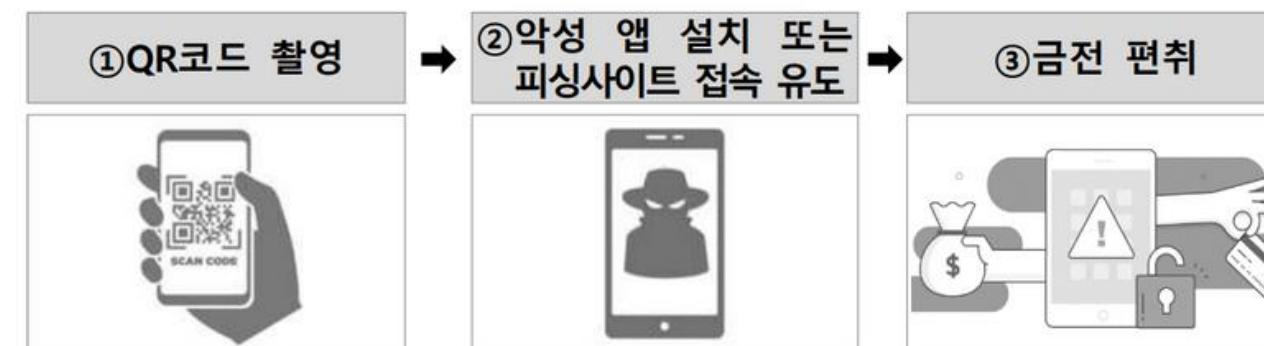 ①QR코드 촬영
②악성 앱 설치 또는
피싱사이트 접속 유도
③금전 편취
SCAN CODE
$
!